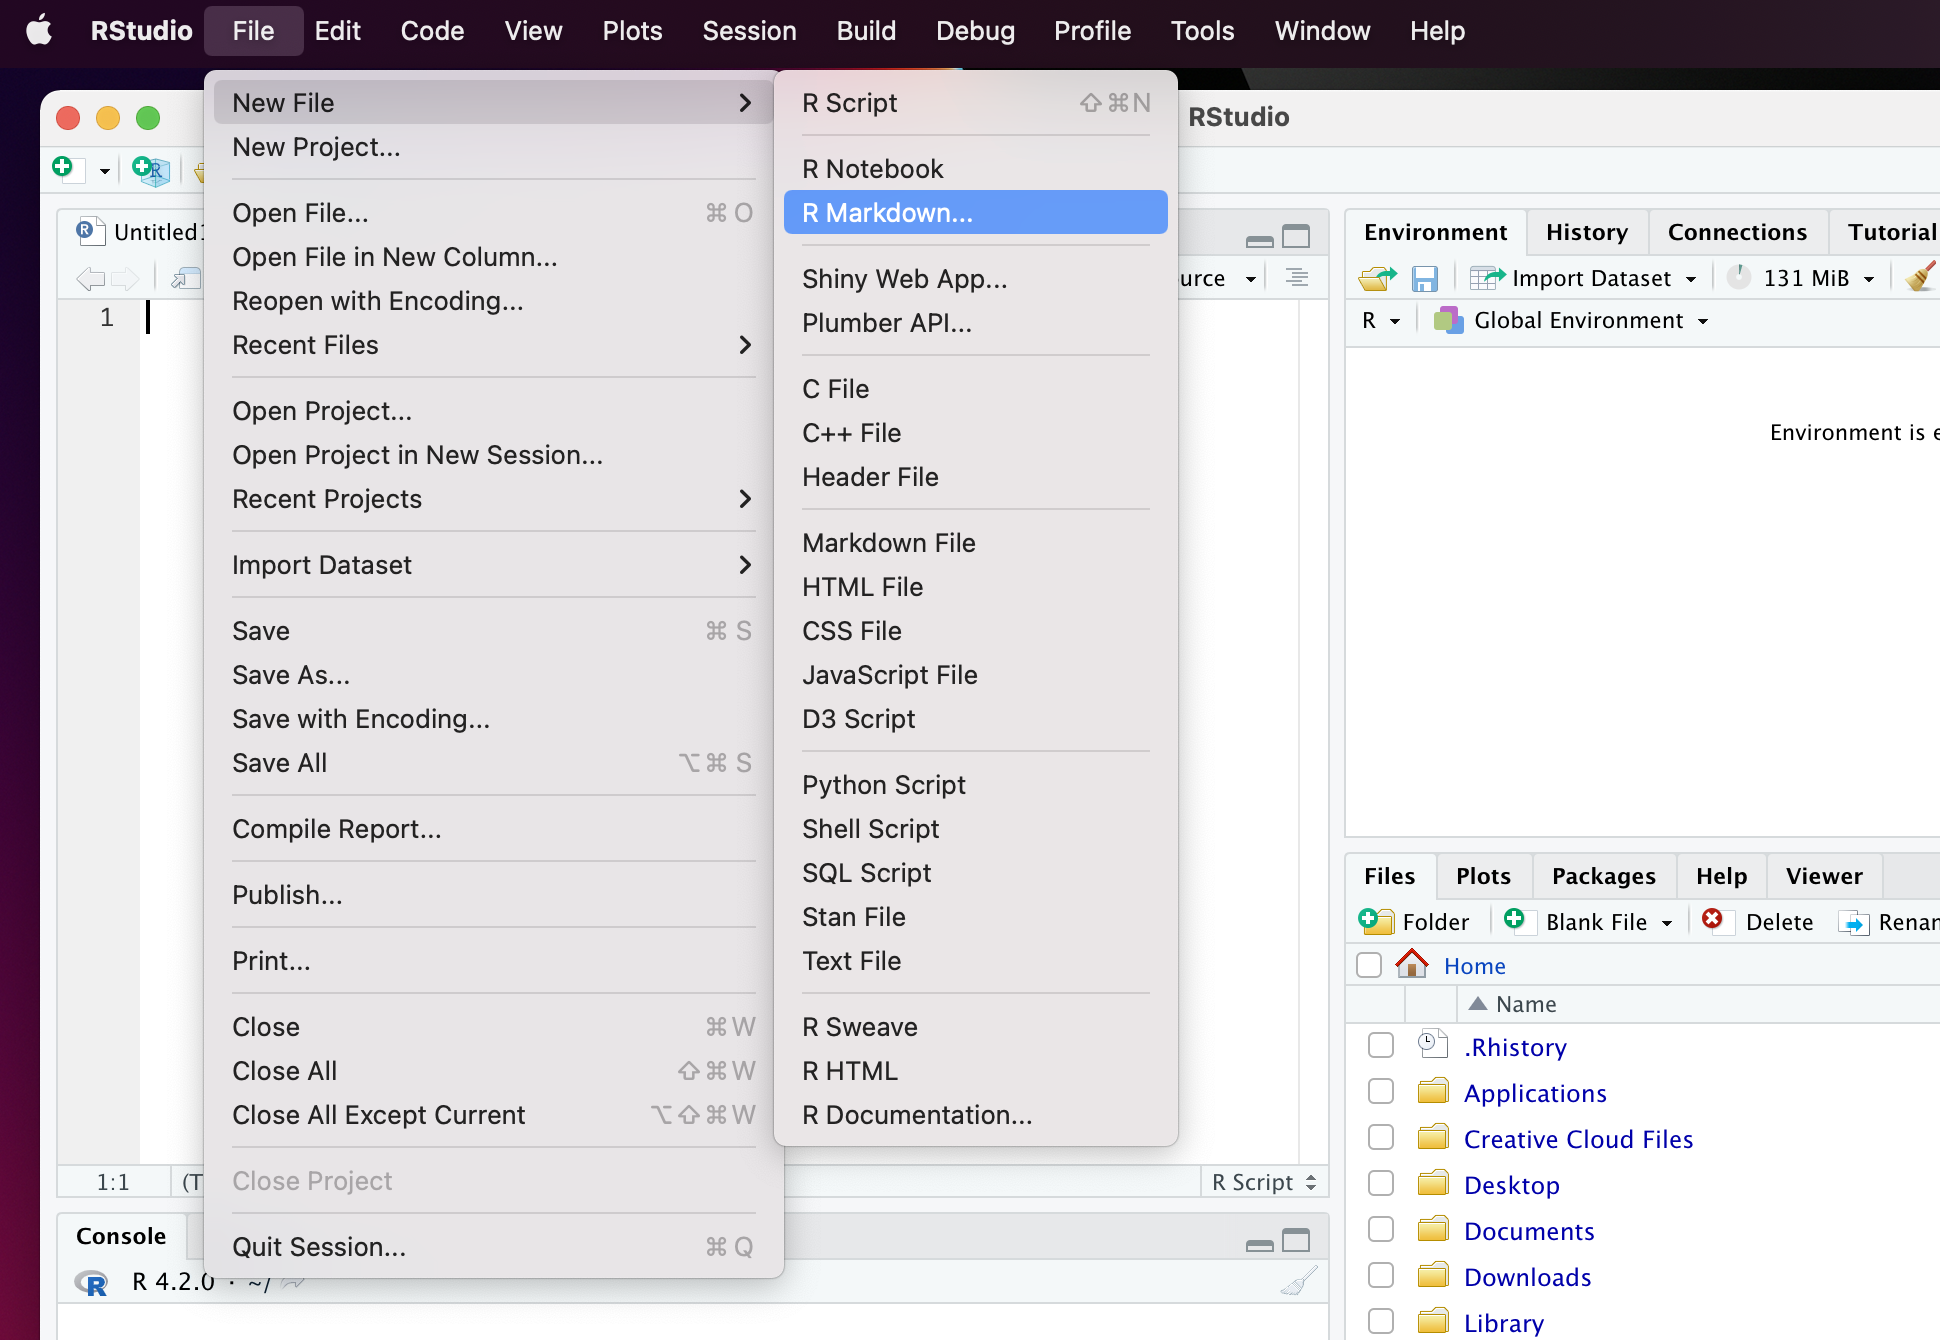 RStudio File Edit Code View Plots Session Build Debug Profile Tools Window Help
New File
New Project...
Open File... ⌘ O
Open File in New Column...
Reopen with Encoding...
Recent Files
Open Project...
Open Project in New Session...
Recent Projects
Import Dataset
Save ⌘ S
Save As...
Save with Encoding...
Save All ⌥⌘ S
Compile Report...
Publish...
Print...
Close ⌘W
Close All ⇧⌘W
Close All Except Current ⌥⇧⌘W
Close Project
Quit Session... ⌘Q
R Script ⇧⌘N
R Notebook
R Markdown...
Shiny Web App...
Plumber API...
C File
C++ File
Header File
Markdown File
HTML File
CSS File
JavaScript File
D3 Script
Python Script
Shell Script
SQL Script
Stan File
Text File
R Sweave
R HTML
R Documentation...
RStudio
Untitled1
urce
1
1:1 (T
R Script
Console
R 4.2.0 · ~/
Environment History Connections Tutorial
Import Dataset 131 MiB
R Global Environment
Environment is e
Files Plots Packages Help Viewer
Folder Blank File Delete Renam
Home
Name
.Rhistory
Applications
Creative Cloud Files
Desktop
Documents
Downloads
Library